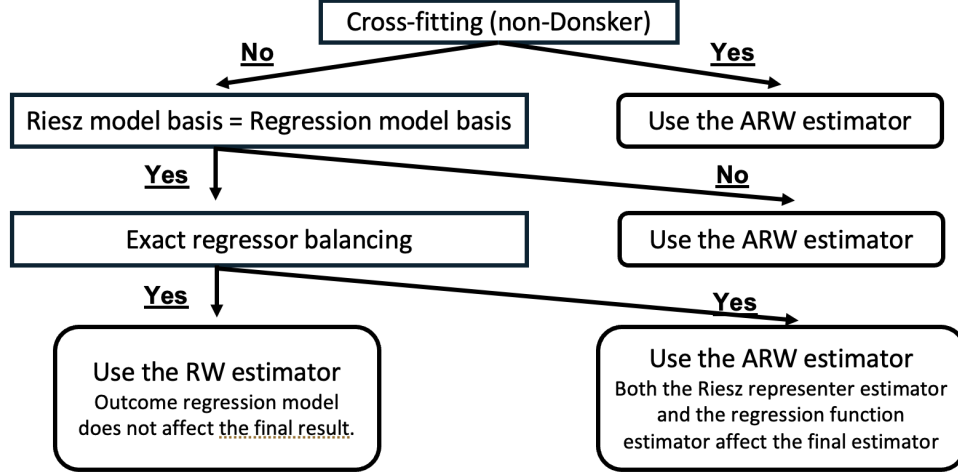 Cross-fitting (non-Donsker)
No
Yes
Riesz model basis = Regression model basis
Use the ARW estimator
Yes
No
Exact regressor balancing
Use the ARW estimator
Yes
Yes
Use the RW estimator
Outcome regression model
does not affect the final result.
Use the ARW estimator
Both the Riesz representer estimator
and the regression function
estimator affect the final estimator